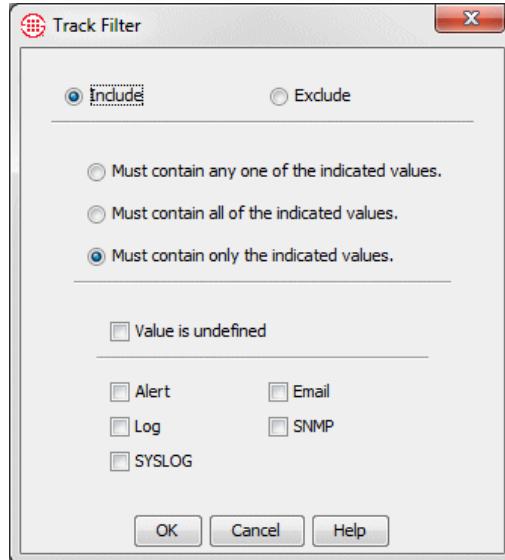 Track Filter
Include Exclude
Must contain any one of the indicated values.
Must contain all of the indicated values.
Must contain only the indicated values.
Value is undefined
Alert Email
Log SNMP
SYSLOG
OK Cancel Help